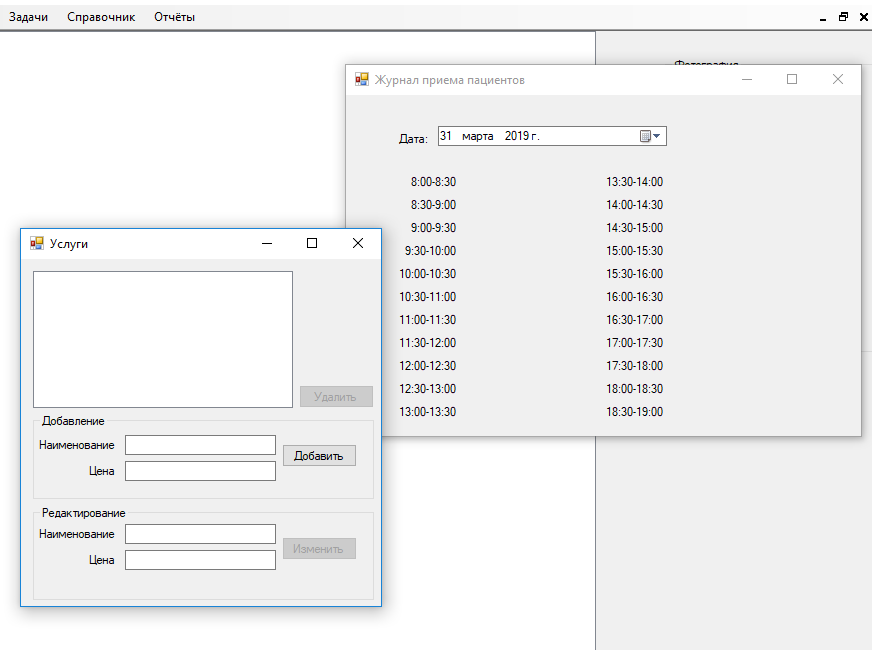 Задачи Справочник Отчёты
Фотография
Журнал приема пациентов
Дата: 31 марта 2019 г.
8:00-8:30 13:30-14:00
8:30-9:00 14:00-14:30
9:00-9:30 14:30-15:00
9:30-10:00 15:00-15:30
10:00-10:30 15:30-16:00
10:30-11:00 16:00-16:30
11:00-11:30 16:30-17:00
11:30-12:00 17:00-17:30
12:00-12:30 17:30-18:00
12:30-13:00 18:00-18:30
13:00-13:30 18:30-19:00
Услуги
Удалить
Добавление
Наименование
Добавить
Цена
Редактирование
Наименование
Изменить
Цена